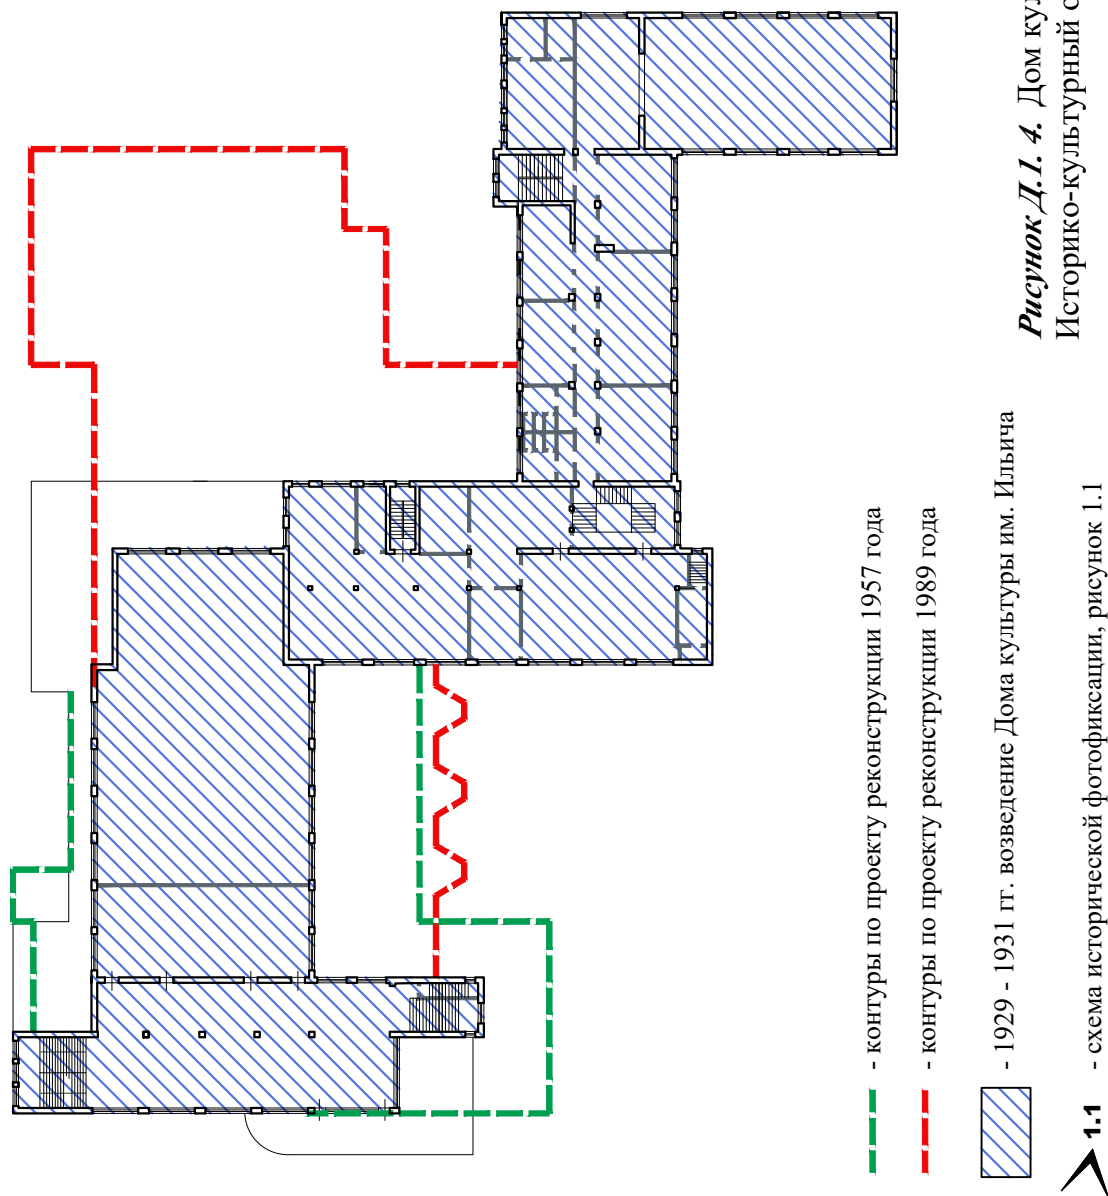 Рисунок Д.1. 4. Дом
Историко-культурный
- контуры по проекту реконструкции 1957 года
- контуры по проекту реконструкции 1989 года
- 1929 - 1931 гг. возведение Дома культуры им. Ильича
1.1 - схема исторической фотофиксации, рисунок 1.1